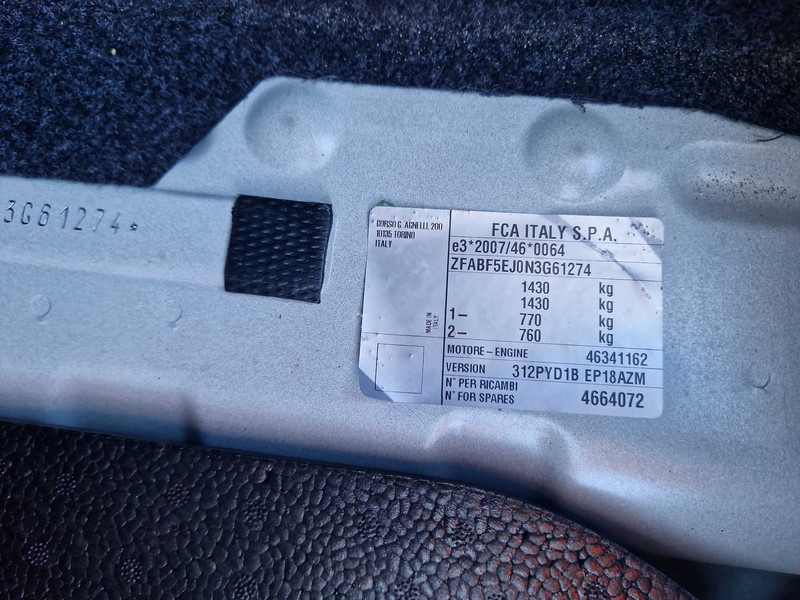 3G61274*
CORSO G. AGNELLI, 200
10135 TORINO
ITALY
MADE IN
ITALY
FCA ITALY S.P.A.
e3*2007/46*0064
ZFABF5EJ0N3G61274
1430 kg
1430 kg
1– 770 kg
2– 760 kg
MOTORE – ENGINE 46341162
VERSION 312PYD1B EP18AZM
N° PER RICAMBI
N° FOR SPARES 4664072